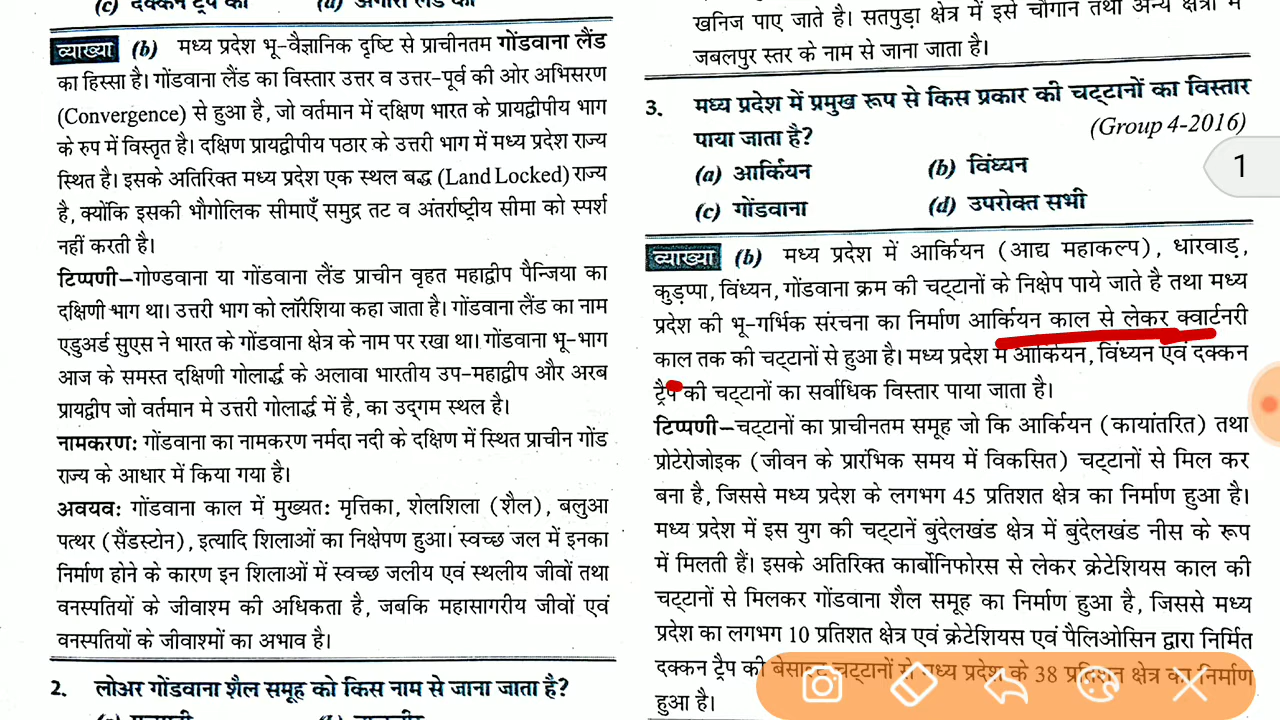 (c) दक्कन ट्रैप का (d) अंगारा लैंड का
व्याख्या (b) मध्य प्रदेश भू-वैज्ञानिक दृष्टि से प्राचीनतम गोंडवाना लैंड
का हिस्सा है। गोंडवाना लैंड का विस्तार उत्तर व उत्तर-पूर्व की ओर अभिसरण
(Convergence) से हुआ है, जो वर्तमान में दक्षिण भारत के प्रायद्वीपीय भाग
के रुप में विस्तृत है। दक्षिण प्रायद्वीपीय पठार के उत्तरी भाग में मध्य प्रदेश राज्य
स्थित है। इसके अतिरिक्त मध्य प्रदेश एक स्थल बद्ध (Land Locked) राज्य
है, क्योंकि इसकी भौगोलिक सीमाएँ समुद्र तट व अंतर्राष्ट्रीय सीमा को स्पर्श
नहीं करती है।
टिप्पणी–गोण्डवाना या गोंडवाना लैंड प्राचीन वृहत महाद्वीप पैन्जिया का
दक्षिणी भाग था। उत्तरी भाग को लॉरेशिया कहा जाता है। गोंडवाना लैंड का नाम
एडुअर्ड सुएस ने भारत के गोंडवाना क्षेत्र के नाम पर रखा था। गोंडवाना भू-भाग
आज के समस्त दक्षिणी गोलार्द्ध के अलावा भारतीय उप-महाद्वीप और अरब
प्रायद्वीप जो वर्तमान मे उत्तरी गोलार्द्ध में है, का उद्गम स्थल है।
नामकरण: गोंडवाना का नामकरण नर्मदा नदी के दक्षिण में स्थित प्राचीन गोंड
राज्य के आधार में किया गया है।
अवयव: गोंडवाना काल में मुख्यत: मृत्तिका, शेलशिला (शैल), बलुआ
पत्थर (सैंडस्टोन), इत्यादि शिलाओं का निक्षेपण हुआ। स्वच्छ जल में इनका
निर्माण होने के कारण इन शिलाओं में स्वच्छ जलीय एवं स्थलीय जीवों तथा
वनस्पतियों के जीवाश्म की अधिकता है, जबकि महासागरीय जीवों एवं
वनस्पतियों के जीवाश्मों का अभाव है।
2. लोअर गोंडवाना शैल समूह को किस नाम से जाना जाता है?
खनिज पाए जाते है। सतपुड़ा क्षेत्र में इसे चौगान तथा अन्य क्षेत्रों में
जबलपुर स्तर के नाम से जाना जाता है।
3. मध्य प्रदेश में प्रमुख रूप से किस प्रकार की चट्टानों का विस्तार
पाया जाता है? (Group 4-2016)
(a) आर्कियन (b) विंध्यन
(c) गोंडवाना (d) उपरोक्त सभी
व्याख्या (b) मध्य प्रदेश में आर्कियन (आद्य महाकल्प), धारवाड़,
कुड़प्पा, विंध्यन, गोंडवाना क्रम की चट्टानों के निक्षेप पाये जाते है तथा मध्य
प्रदेश की भू-गर्भिक संरचना का निर्माण आर्कियन काल से लेकर क्वार्टनरी
काल तक की चट्टानों से हुआ है। मध्य प्रदेश में आर्कियन, विंध्यन एवं दक्कन
ट्रैप की चट्टानों का सर्वाधिक विस्तार पाया जाता है।
टिप्पणी–चट्टानों का प्राचीनतम समूह जो कि आर्कियन (कायांतरित) तथा
प्रोटेरोजोइक (जीवन के प्रारंभिक समय में विकसित) चट्टानों से मिल कर
बना है, जिससे मध्य प्रदेश के लगभग 45 प्रतिशत क्षेत्र का निर्माण हुआ है।
मध्य प्रदेश में इस युग की चट्टानें बुंदेलखंड क्षेत्र में बुंदेलखंड नीस के रूप
में मिलती हैं। इसके अतिरिक्त कार्बोनिफोरस से लेकर क्रेटेशियस काल की
चट्टानों से मिलकर गोंडवाना शैल समूह का निर्माण हुआ है, जिससे मध्य
प्रदेश का लगभग 10 प्रतिशत क्षेत्र एवं क्रेटेशियस एवं पैलिओसिन द्वारा निर्मित
दक्कन ट्रैप की बेसाल्ट चट्टानों से मध्य प्रदेश के 38 प्रतिशत क्षेत्र का निर्माण
हुआ है।
1